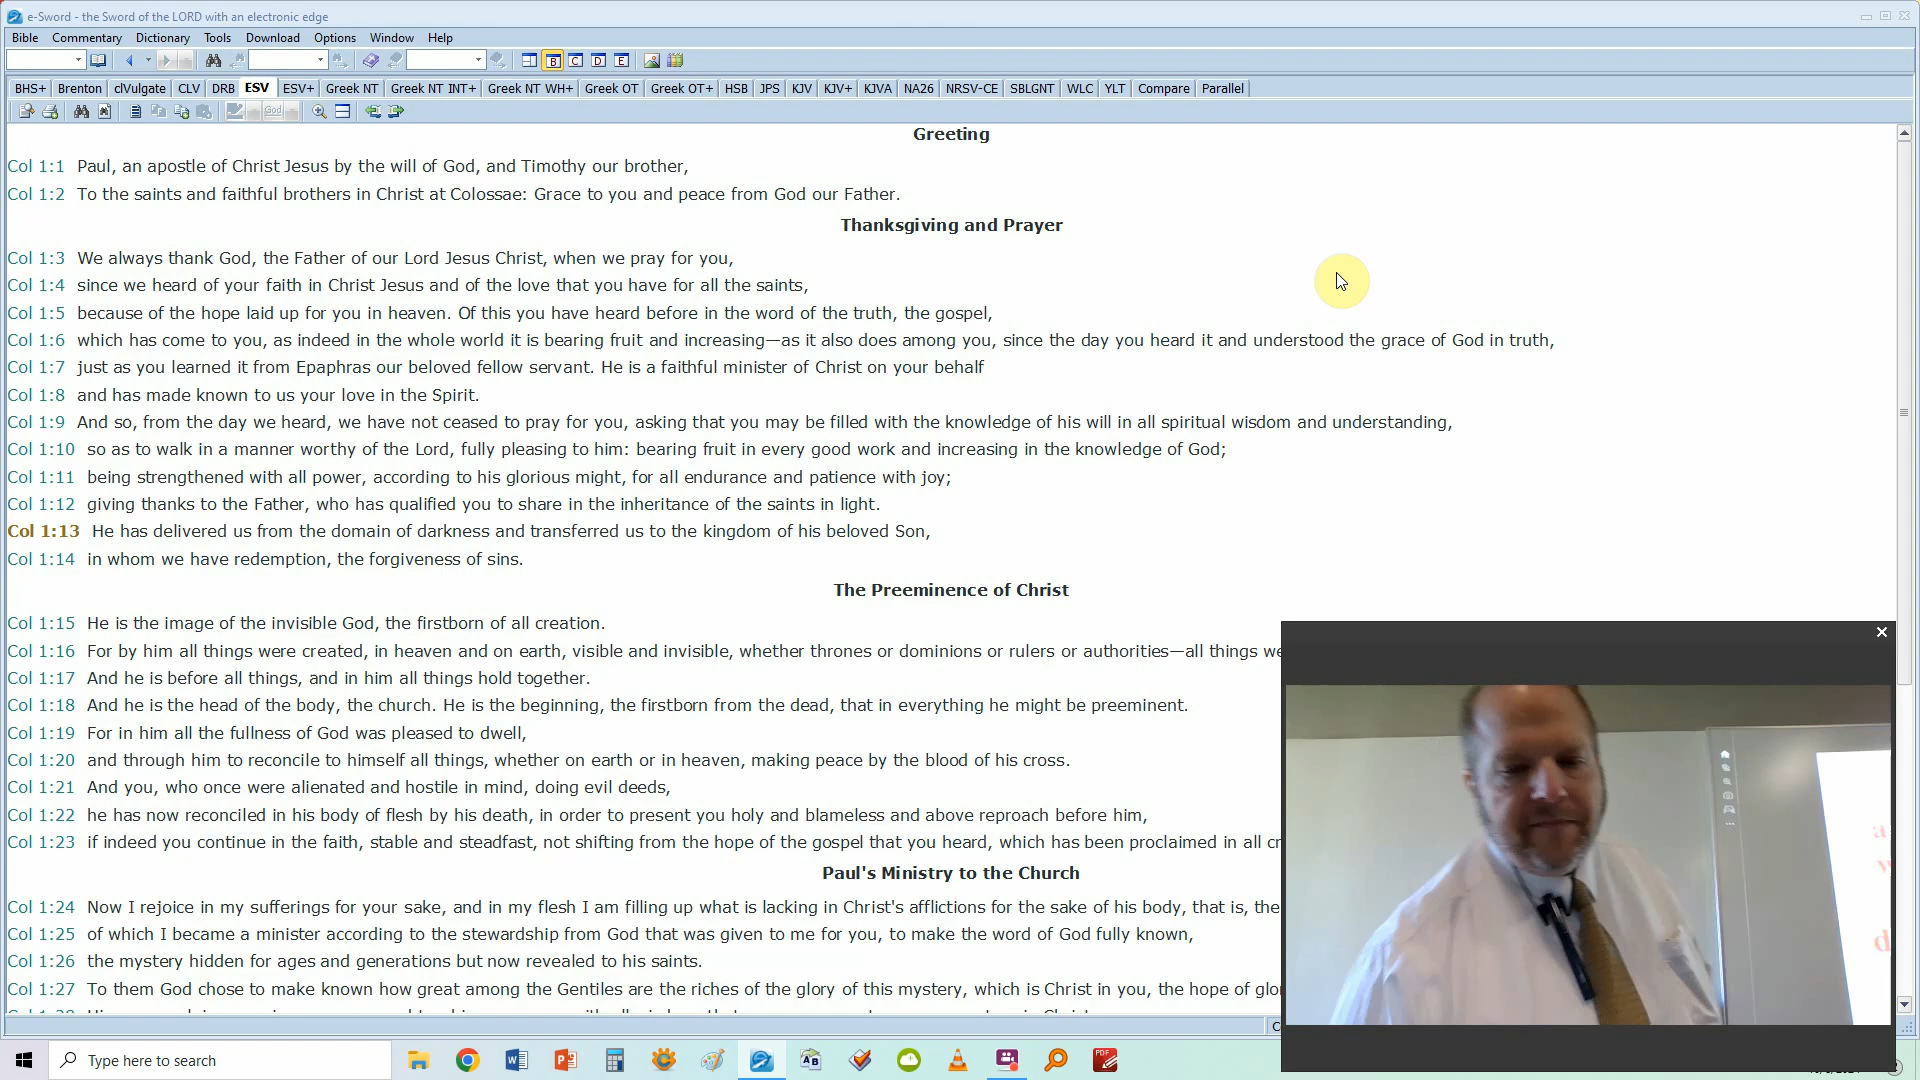 e-Sword - the Sword of the LORD with an electronic edge
Bible Commentary Dictionary Tools Download Options Window Help
B C D E
BHS+ Brenton clVulgate CLV DRB ESV ESV+ Greek NT Greek NT INT+ Greek NT WH+ Greek OT Greek OT+ HSB JPS KJV KJV+ KJVA NA26 NRSV-CE SBLGNT WLC YLT Compare Parallel
God
Greeting
Col 1:1 Paul, an apostle of Christ Jesus by the will of God, and Timothy our brother,
Col 1:2 To the saints and faithful brothers in Christ at Colossae: Grace to you and peace from God our Father.
Thanksgiving and Prayer
Col 1:3 We always thank God, the Father of our Lord Jesus Christ, when we pray for you,
Col 1:4 since we heard of your faith in Christ Jesus and of the love that you have for all the saints,
Col 1:5 because of the hope laid up for you in heaven. Of this you have heard before in the word of the truth, the gospel,
Col 1:6 which has come to you, as indeed in the whole world it is bearing fruit and increasing—as it also does among you, since the day you heard it and understood the grace of God in truth,
Col 1:7 just as you learned it from Epaphras our beloved fellow servant. He is a faithful minister of Christ on your behalf
Col 1:8 and has made known to us your love in the Spirit.
Col 1:9 And so, from the day we heard, we have not ceased to pray for you, asking that you may be filled with the knowledge of his will in all spiritual wisdom and understanding,
Col 1:10 so as to walk in a manner worthy of the Lord, fully pleasing to him: bearing fruit in every good work and increasing in the knowledge of God;
Col 1:11 being strengthened with all power, according to his glorious might, for all endurance and patience with joy;
Col 1:12 giving thanks to the Father, who has qualified you to share in the inheritance of the saints in light.
Col 1:13 He has delivered us from the domain of darkness and transferred us to the kingdom of his beloved Son,
Col 1:14 in whom we have redemption, the forgiveness of sins.
The Preeminence of Christ
Col 1:15 He is the image of the invisible God, the firstborn of all creation.
Col 1:16 For by him all things were created, in heaven and on earth, visible and invisible, whether thrones or dominions or rulers or authorities—all things we
Col 1:17 And he is before all things, and in him all things hold together.
Col 1:18 And he is the head of the body, the church. He is the beginning, the firstborn from the dead, that in everything he might be preeminent.
Col 1:19 For in him all the fullness of God was pleased to dwell,
Col 1:20 and through him to reconcile to himself all things, whether on earth or in heaven, making peace by the blood of his cross.
Col 1:21 And you, who once were alienated and hostile in mind, doing evil deeds,
Col 1:22 he has now reconciled in his body of flesh by his death, in order to present you holy and blameless and above reproach before him,
Col 1:23 if indeed you continue in the faith, stable and steadfast, not shifting from the hope of the gospel that you heard, which has been proclaimed in all cr
Paul's Ministry to the Church
Col 1:24 Now I rejoice in my sufferings for your sake, and in my flesh I am filling up what is lacking in Christ's afflictions for the sake of his body, that is, the
Col 1:25 of which I became a minister according to the stewardship from God that was given to me for you, to make the word of God fully known,
Col 1:26 the mystery hidden for ages and generations but now revealed to his saints.
Col 1:27 To them God chose to make known how great among the Gentiles are the riches of the glory of this mystery, which is Christ in you, the hope of glor
Type here to search